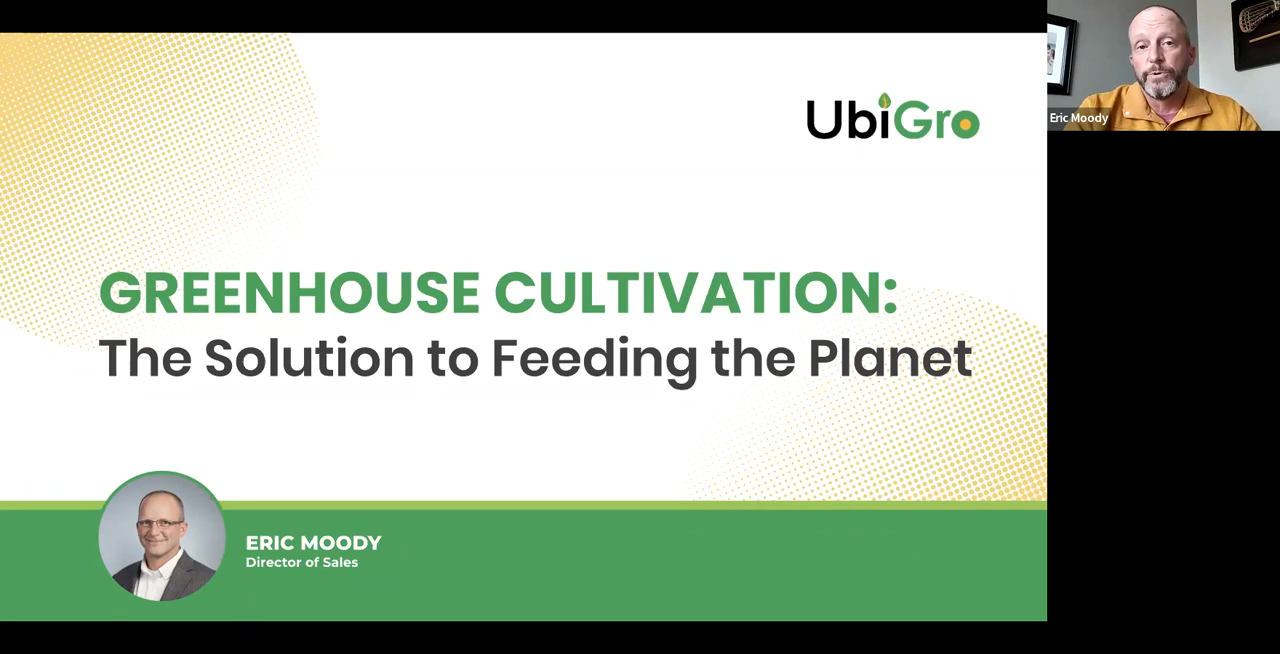 UbiGro
Eric Moody
GREENHOUSE CULTIVATION:
The Solution to Feeding the Planet
ERIC MOODY
Director of Sales